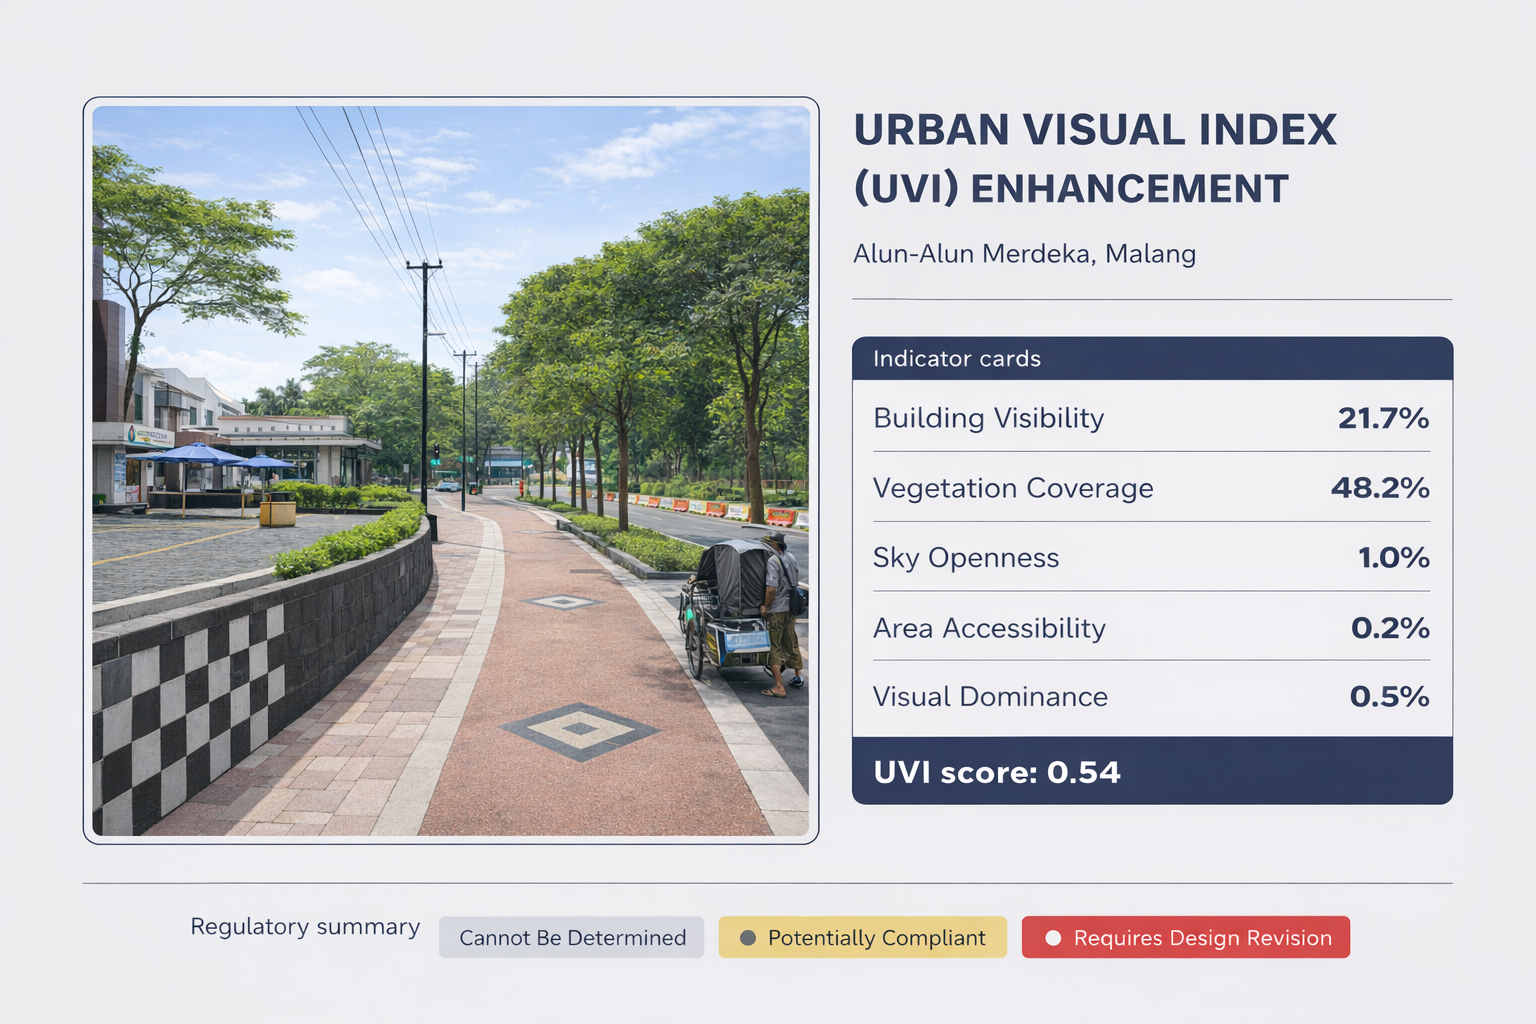 URBAN VISUAL INDEX
(UVI) ENHANCEMENT
Alun-Alun Merdeka, Malang
Indicator cards
Building Visibility 21.7%
Vegetation Coverage 48.2%
Sky Openness 1.0%
Area Accessibility 0.2%
Visual Dominance 0.5%
UVI score: 0.54
Regulatory summary
Cannot Be Determined
Potentially Compliant
Requires Design Revision